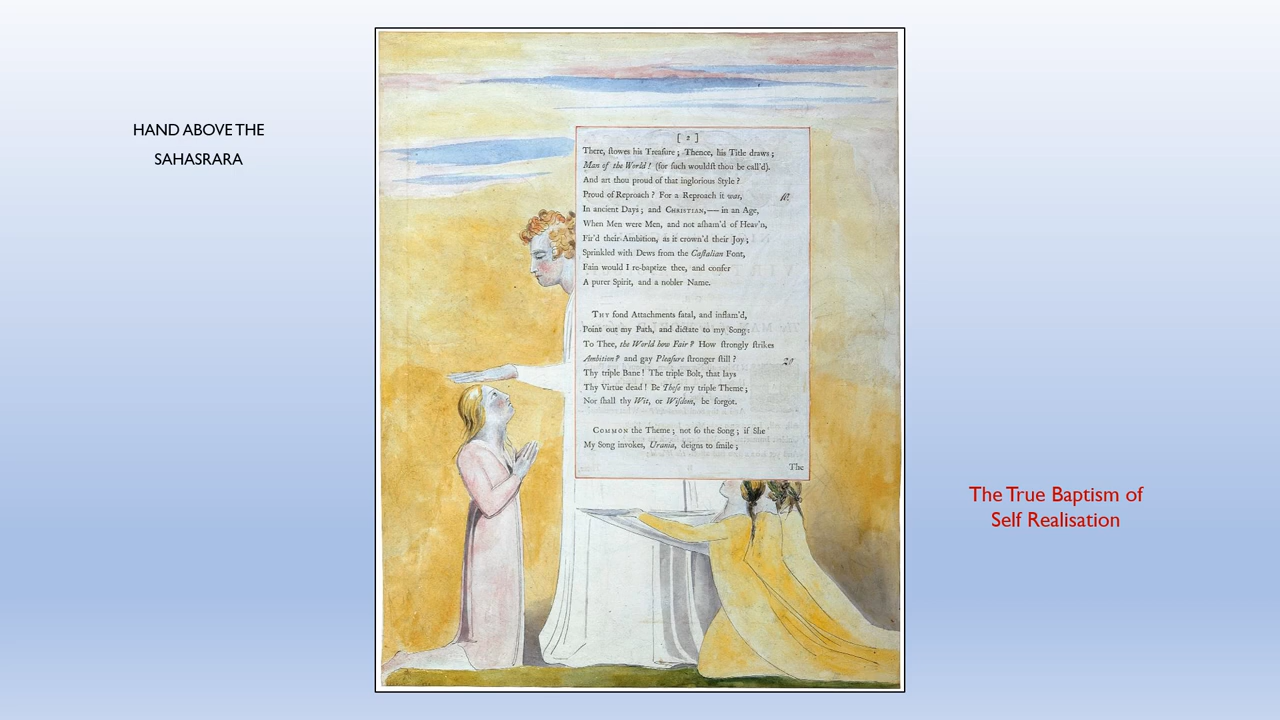 HAND ABOVE THE
SAHASRARA
[ 2 ]
There, ſtowes his Treaſure ; Thence, his Title draws ;
Man of the World ! (for ſuch wouldſt thou be call'd).
And art thou proud of that inglorious Style ?
Proud of Reproach ? For a Reproach it was,
10
In ancient Days ; and CHRISTIAN,— in an Age,
When Men were Men, and not aſham'd of Heav'n,
Fir'd their Ambition, as it crown'd their Joy ;
Sprinkled with Dews from the Caſtalian Font,
Fain would I re-baptize thee, and confer
A purer Spirit, and a nobler Name.
THY fond Attachments fatal, and inflam'd,
Point out my Path, and dictate to my Song:
To Thee, the World how Fair ? How ſtrongly ſtrikes
Ambition ? and gay Pleaſure ſtronger ſtill ?
20
Thy triple Bane ! The triple Bolt, that lays
Thy Virtue dead ! Be Theſe my triple Theme ;
Nor ſhall thy Wit, or Wiſdom, be forgot.
COMMON the Theme ; not ſo the Song ; if She
My Song invokes, Urania, deigns to ſmile ;
The
The True Baptism of
Self Realisation